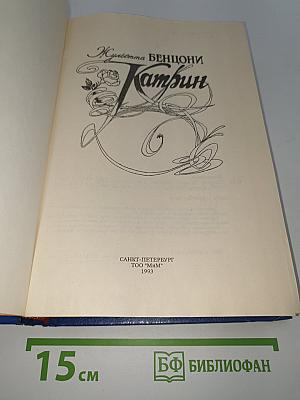 Жюльетта БЕНЦОНИ
Катрин
САНКТ-ПЕТЕРБУРГ
ТОО "МиМ"
1993
15 см
БФ БИБЛИОФАН